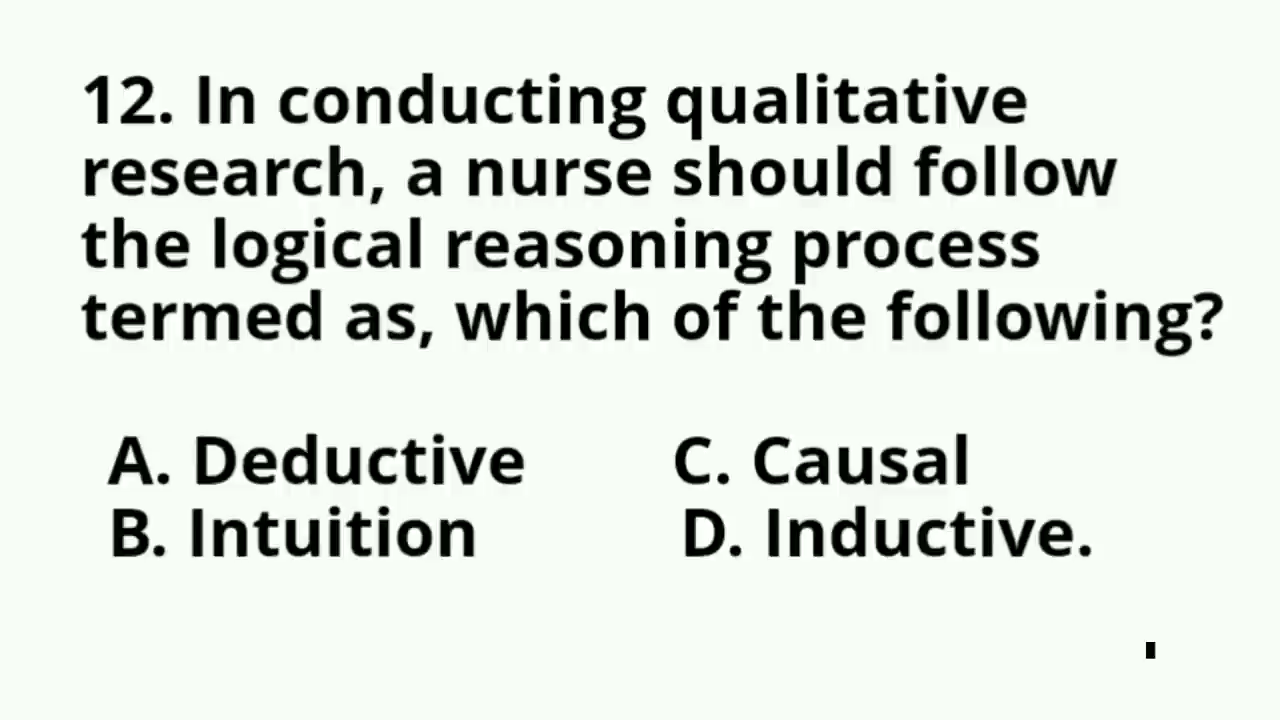 12. In conducting qualitative
research, a nurse should follow
the logical reasoning process
termed as, which of the following?
A. Deductive C. Causal
B. Intuition D. Inductive.